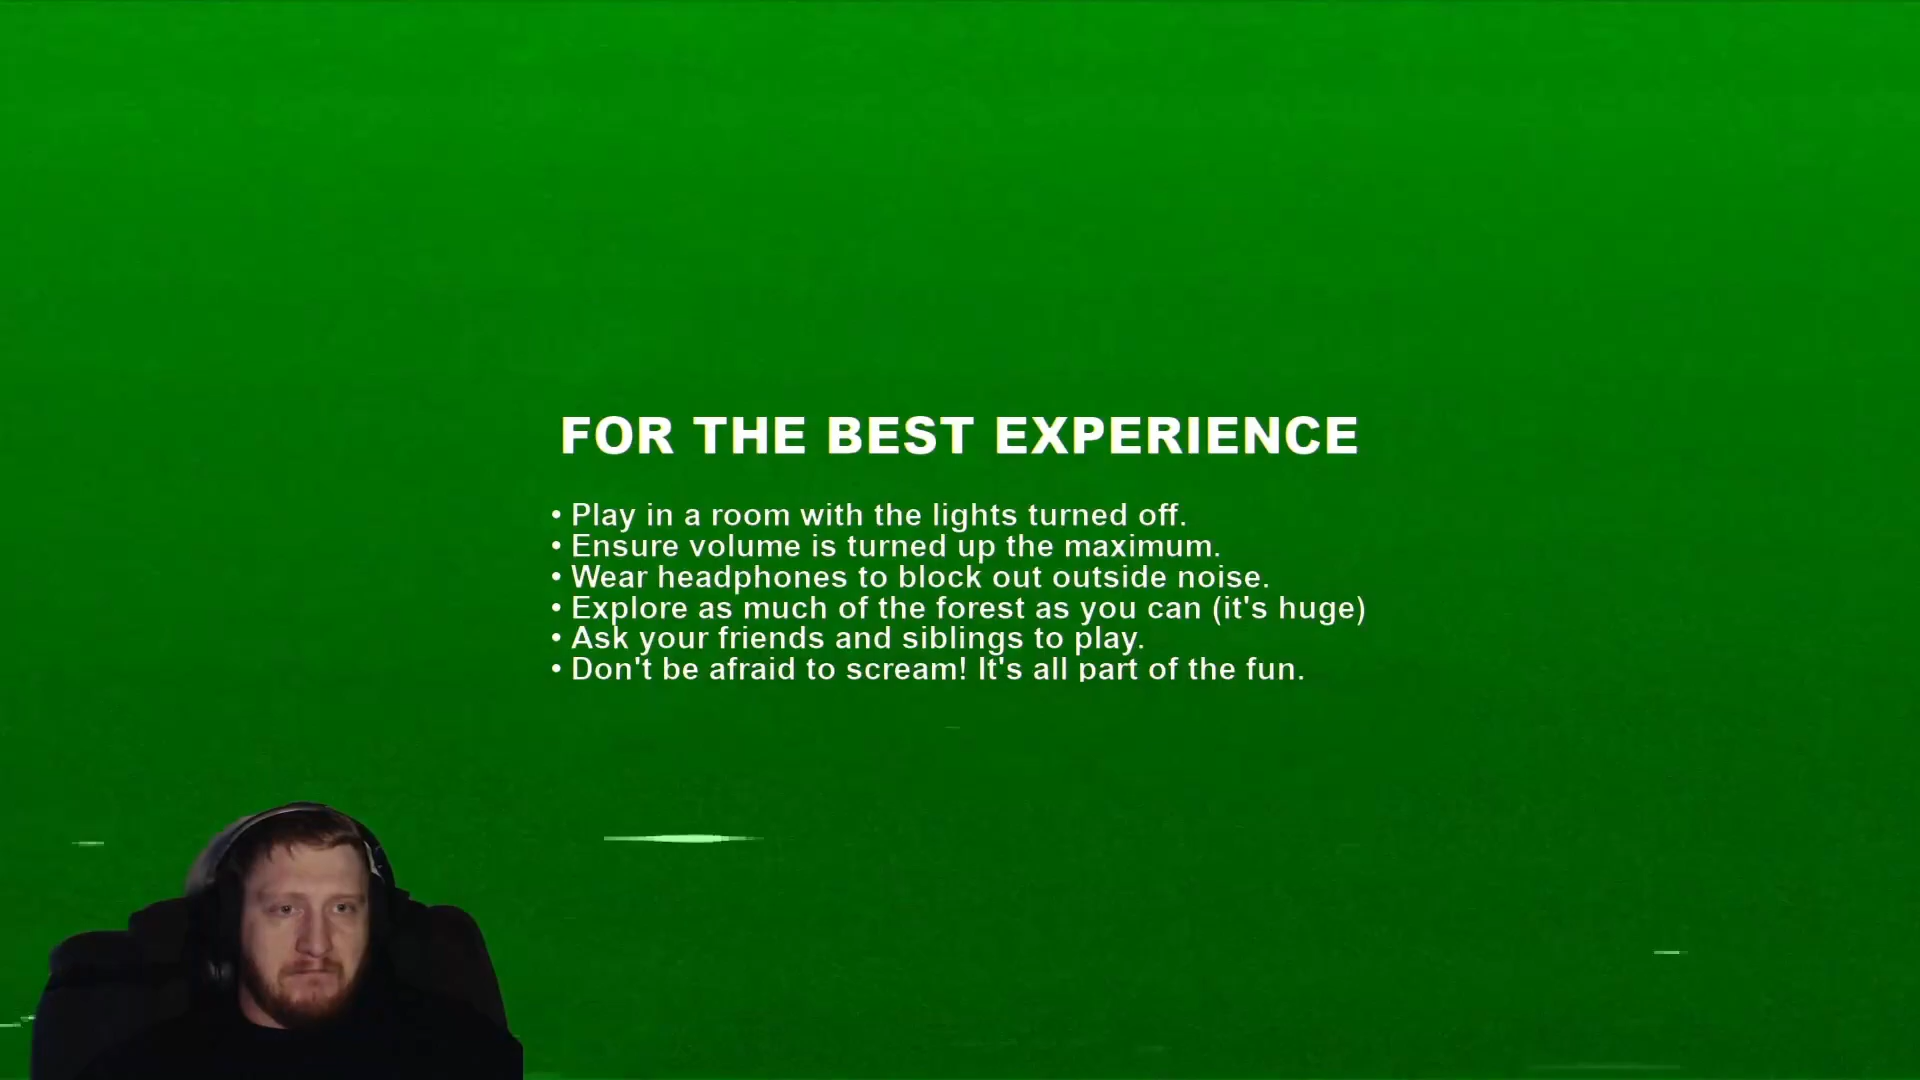 FOR THE BEST EXPERIENCE
• Play in a room with the lights turned off.
• Ensure volume is turned up the maximum.
• Wear headphones to block out outside noise.
• Explore as much of the forest as you can (it's huge)
• Ask your friends and siblings to play.
• Don't be afraid to scream! It's all part of the fun.